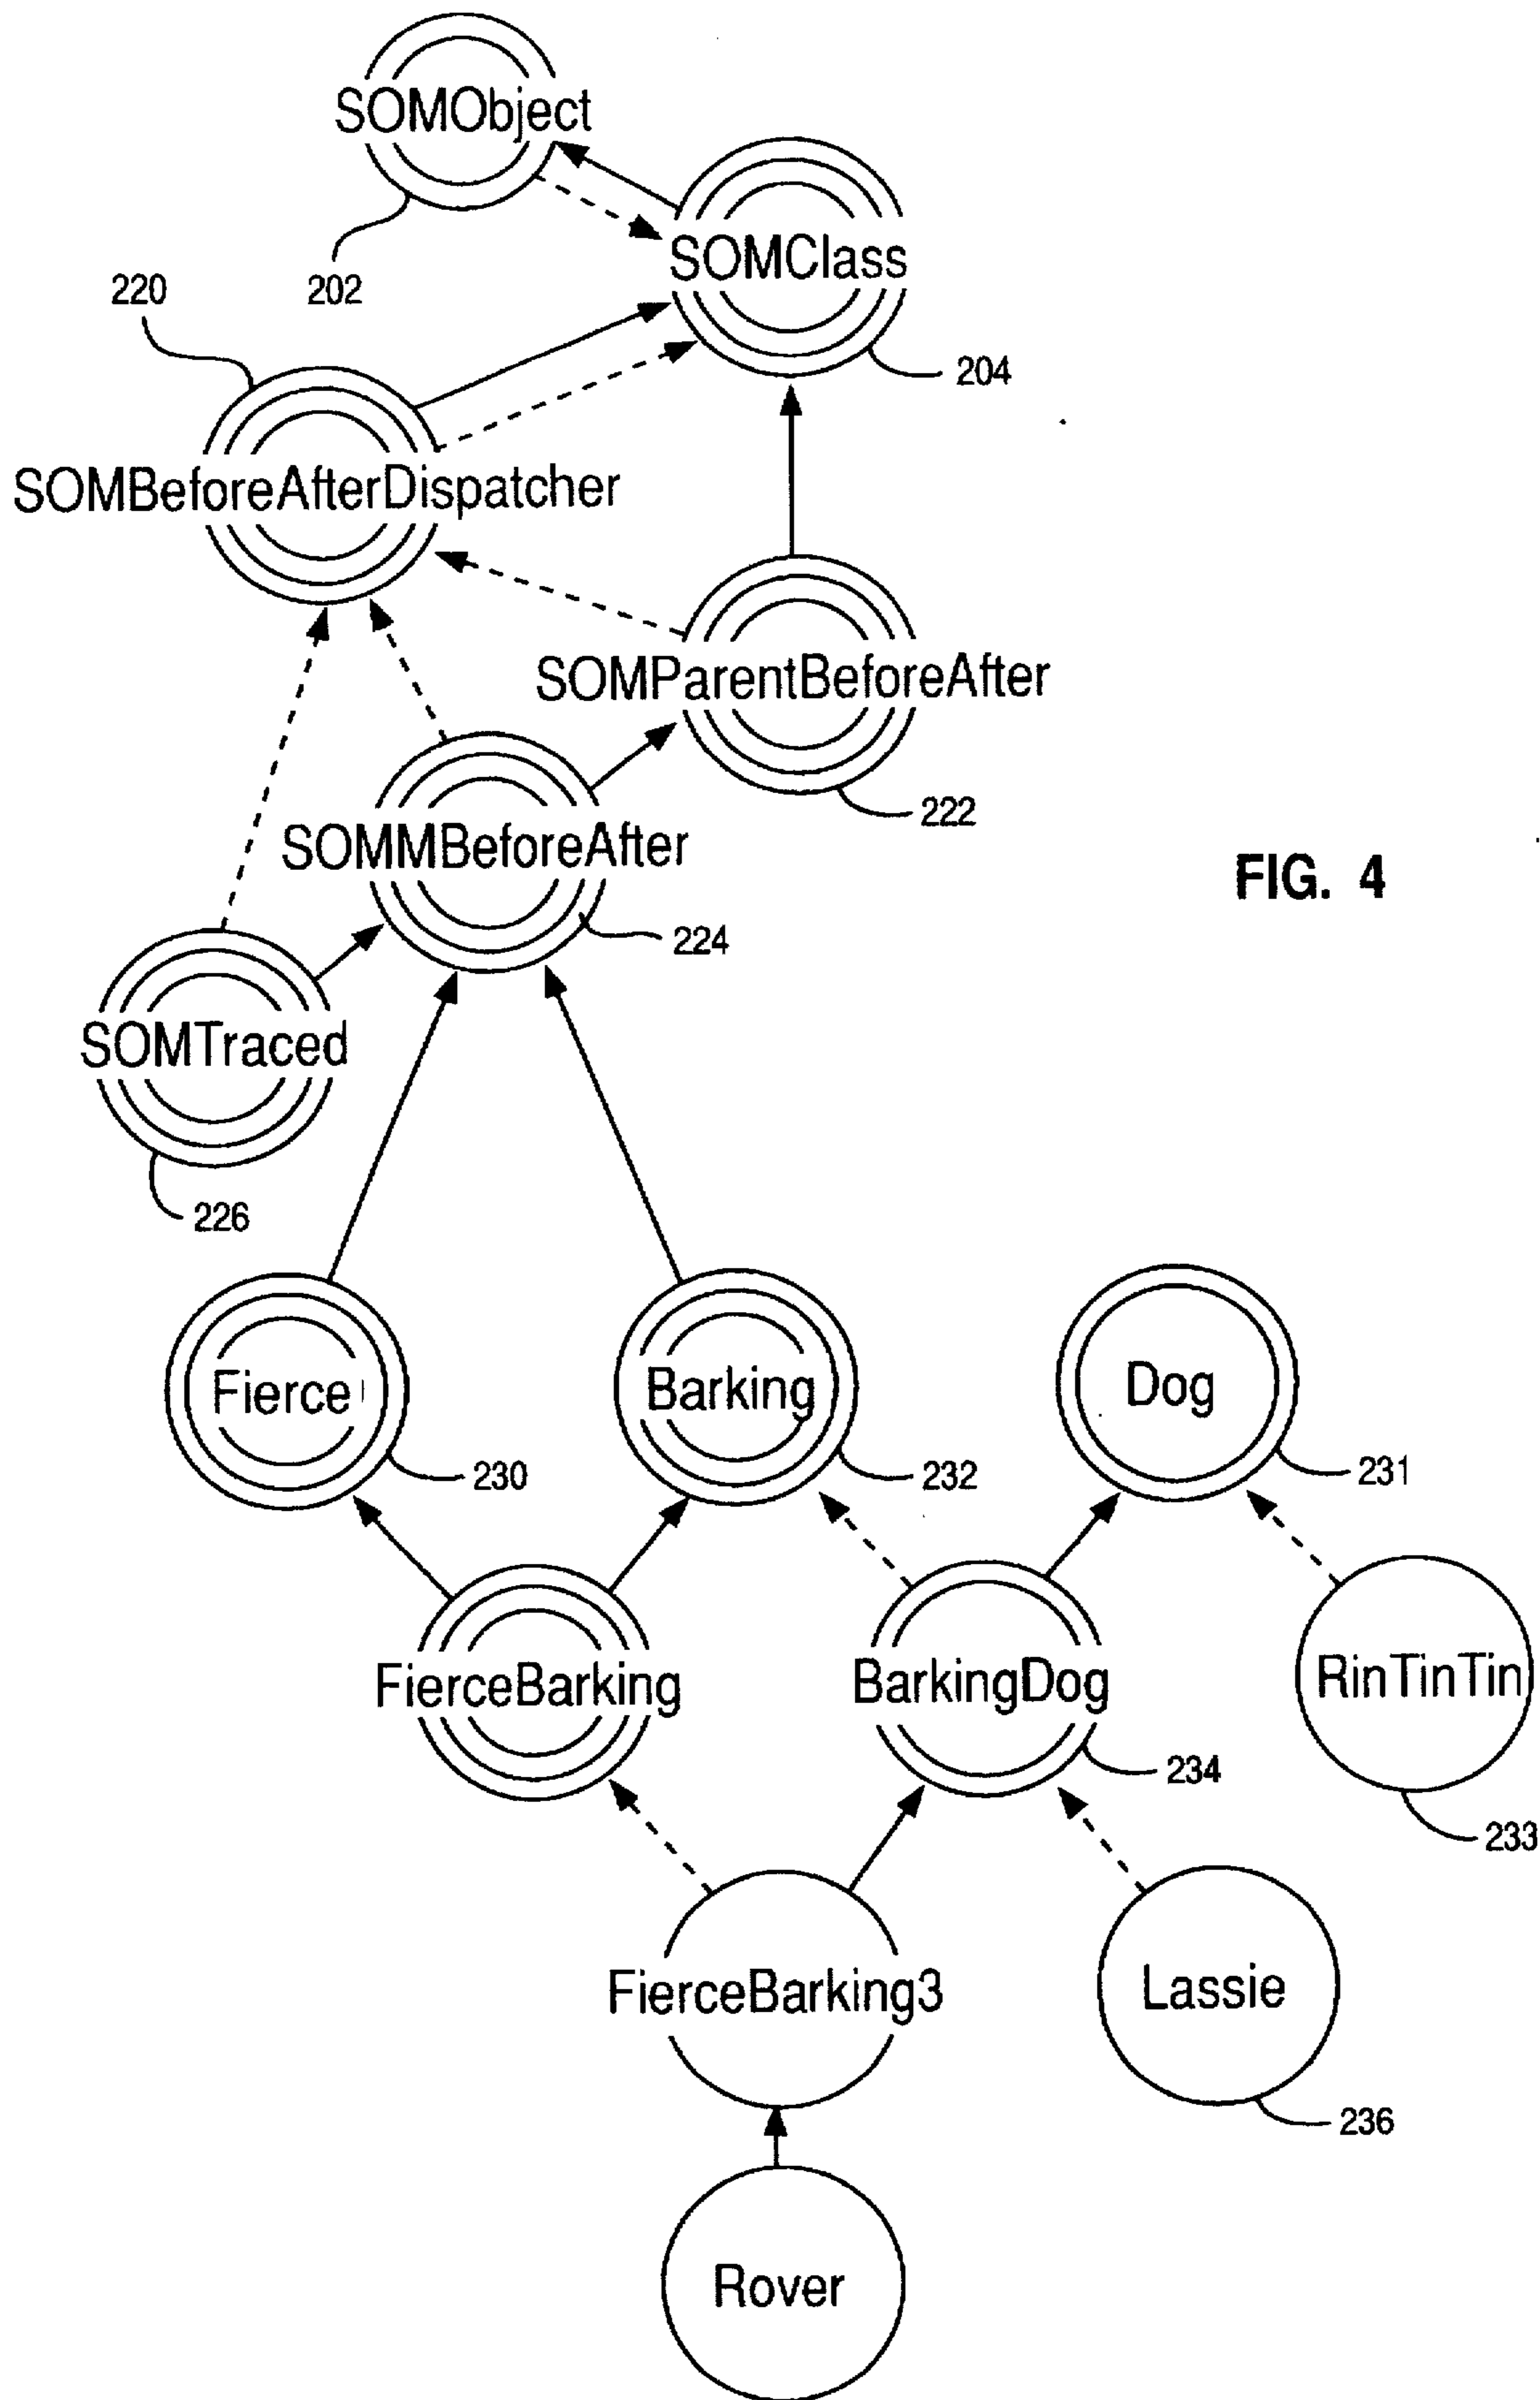 SOMObject
SOMClass
220
202
204
SOMBeforeAfterDispatcher
SOMParentBeforeAfter
222
SOMMBeforeAfter
FIG. 4
224
SOMTraced
226
Fierce
Barking
Dog
230
232
231
FierceBarking
BarkingDog
RinTinTin
234
233
FierceBarking3
Lassie
236
Rover